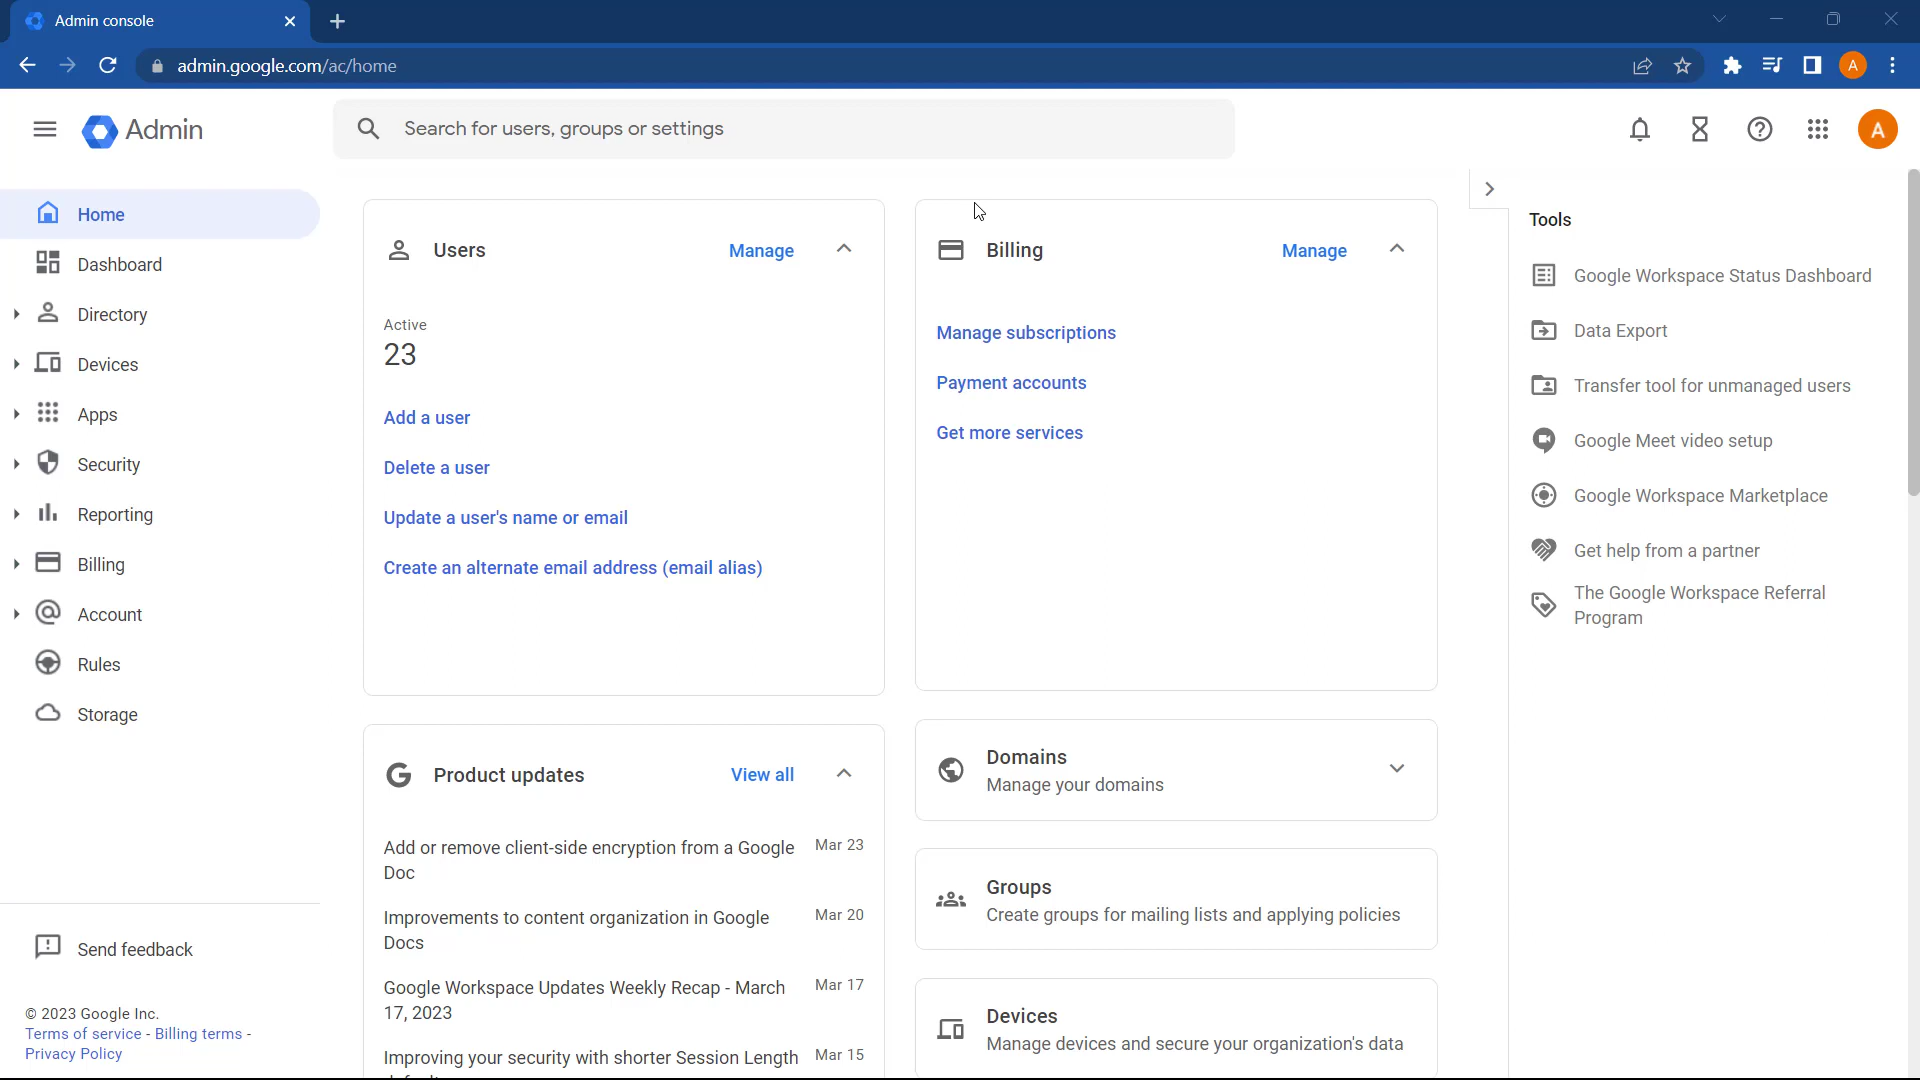 Admin console
admin.google.com/ac/home
A
Admin
Search for users, groups or settings
A
Home
Dashboard
Directory
Devices
Apps
Security
Reporting
Billing
Account
Rules
Storage
Send feedback
© 2023 Google Inc.
Terms of service - Billing terms -
Privacy Policy
Users
Manage
Active
23
Add a user
Delete a user
Update a user's name or email
Create an alternate email address (email alias)
Product updates
View all
Add or remove client-side encryption from a Google
Doc
Mar 23
Improvements to content organization in Google
Docs
Mar 20
Google Workspace Updates Weekly Recap - March
17, 2023
Mar 17
Improving your security with shorter Session Length
Mar 15
Billing
Manage
Manage subscriptions
Payment accounts
Get more services
Domains
Manage your domains
Groups
Create groups for mailing lists and applying policies
Devices
Manage devices and secure your organization's data
Tools
Google Workspace Status Dashboard
Data Export
Transfer tool for unmanaged users
Google Meet video setup
Google Workspace Marketplace
Get help from a partner
The Google Workspace Referral
Program